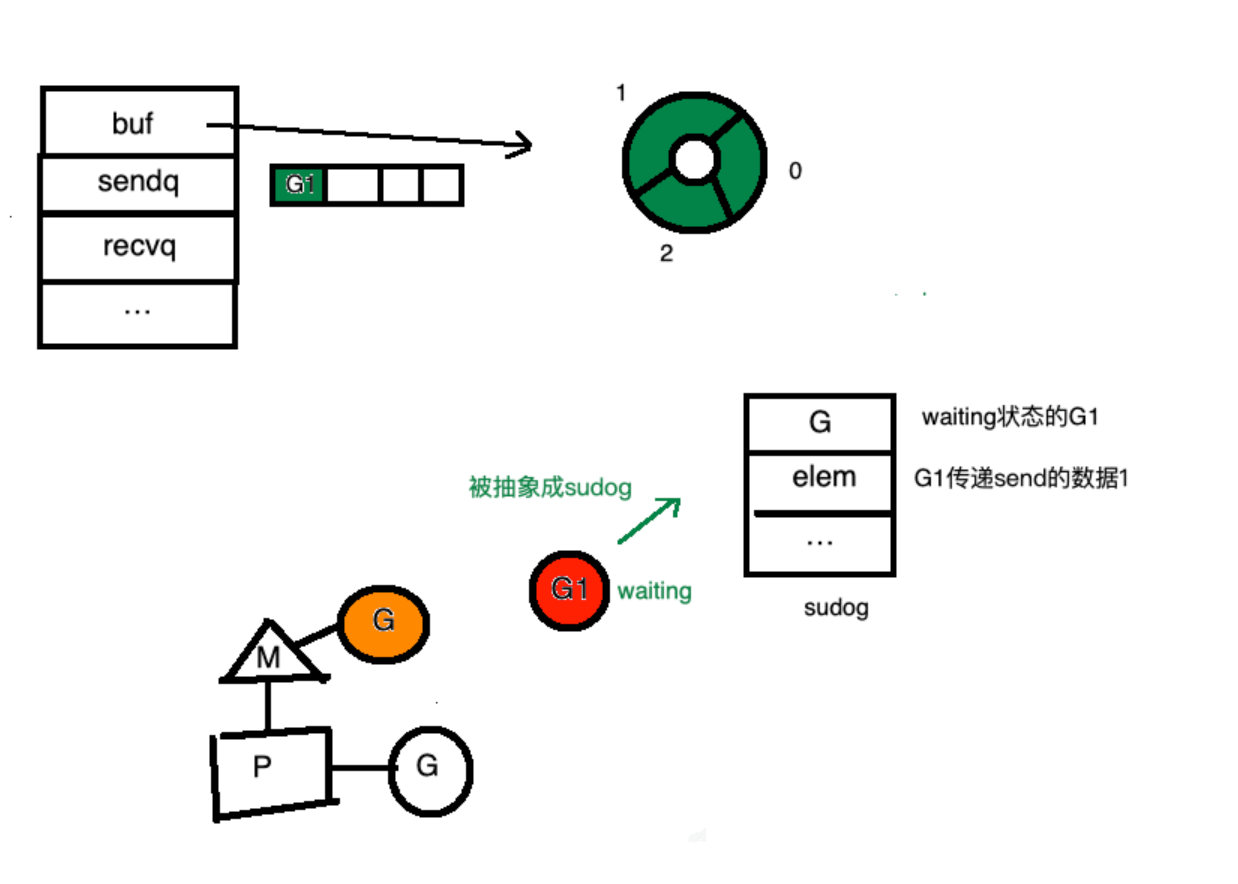 1
buf
0
sendq
G1
recvq
2
...
G
waiting状态的G1
elem
G1传递send的数据1
被抽象成sudog
...
G1
waiting
sudog
G
M
P
G